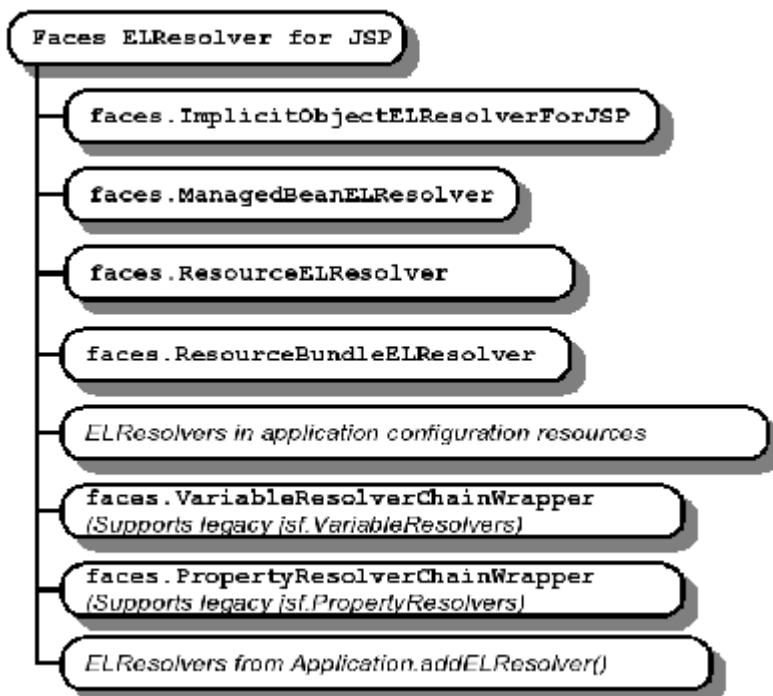 Faces ELResolver for JSP
faces.ImplicitObjectELResolverForJSP
faces.ManagedBeanELResolver
faces.ResourceELResolver
faces.ResourceBundleELResolver
ELResolvers in application configuration resources
faces.VariableResolverChainWrapper
(Supports legacy jsf.VariableResolvers)
faces.PropertyResolverChainWrapper
(Supports legacy jsf.PropertyResolvers)
ELResolvers from Application.addELResolver()